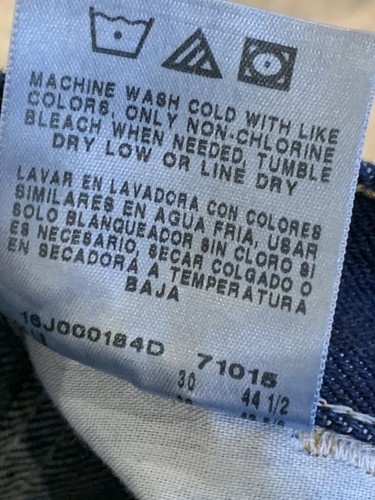 MACHINE WASH COLD WITH LIKE
COLORS, ONLY NON-CHLORINE
BLEACH WHEN NEEDED, TUMBLE
DRY LOW OR LINE DRY
LAVAR EN LAVADORA CON COLORES
SIMILARES EN AGUA FRIA, USAR
SOLO BLANQUEADOR SIN CLORO SI
ES NECESARIO, SECAR COLGADO O
EN SECADORA A TEMPERATURA
BAJA
16J000184D 71015
30 44 1/2